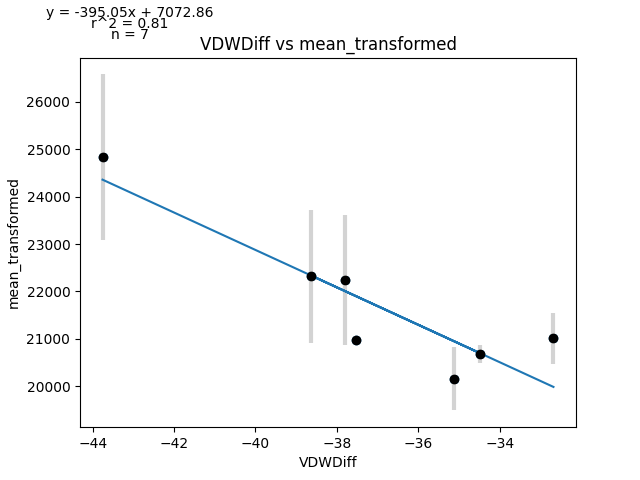 y = -395.05x + 7072.86
r^2 = 0.81
n = 7
VDWDiff vs mean_transformed
26000
25000
24000
23000
22000
21000
20000
mean_transformed
−44 −42 −40 −38 −36 −34
VDWDiff